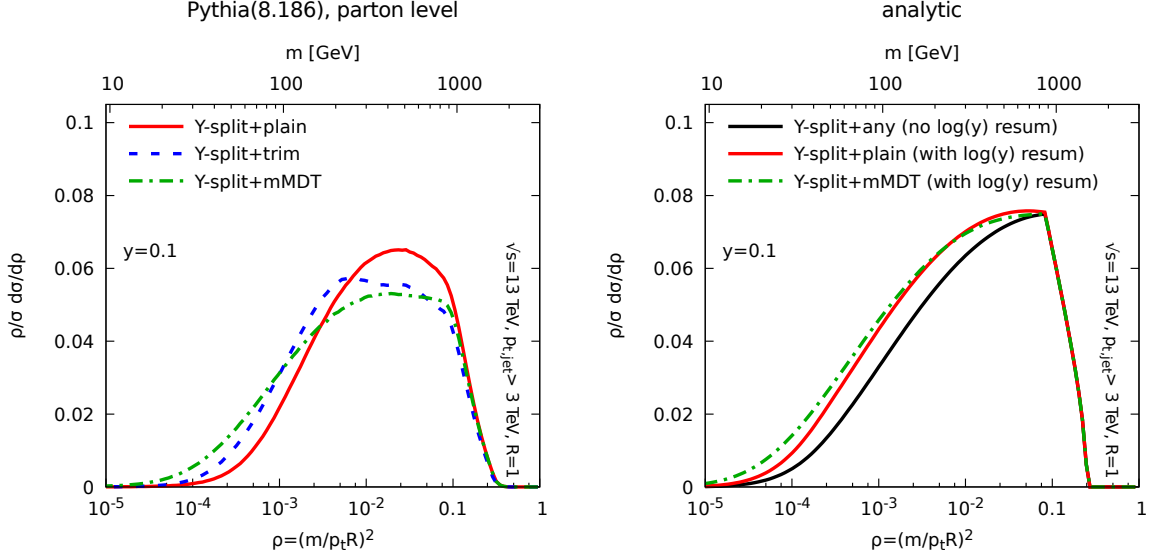 Pythia(8.186), parton level
m [GeV]
10 100 1000
0.1
0.08
0.06
0.04
0.02
0
ρ/σ dσ/dρ
Y-split+plain
Y-split+trim
Y-split+mMDT
y=0.1
√s=13 TeV, pt,jet> 3 TeV, R=1
10-5 10-4 10-3 10-2 0.1 1
ρ=(m/ptR)2
analytic
m [GeV]
10 100 1000
0.1
0.08
0.06
0.04
0.02
0
ρ/σ dσ/dρ
Y-split+any (no log(y) resum)
Y-split+plain (with log(y) resum)
Y-split+mMDT (with log(y) resum)
y=0.1
√s=13 TeV, pt,jet> 3 TeV, R=1
10-5 10-4 10-3 10-2 0.1 1
ρ=(m/ptR)2